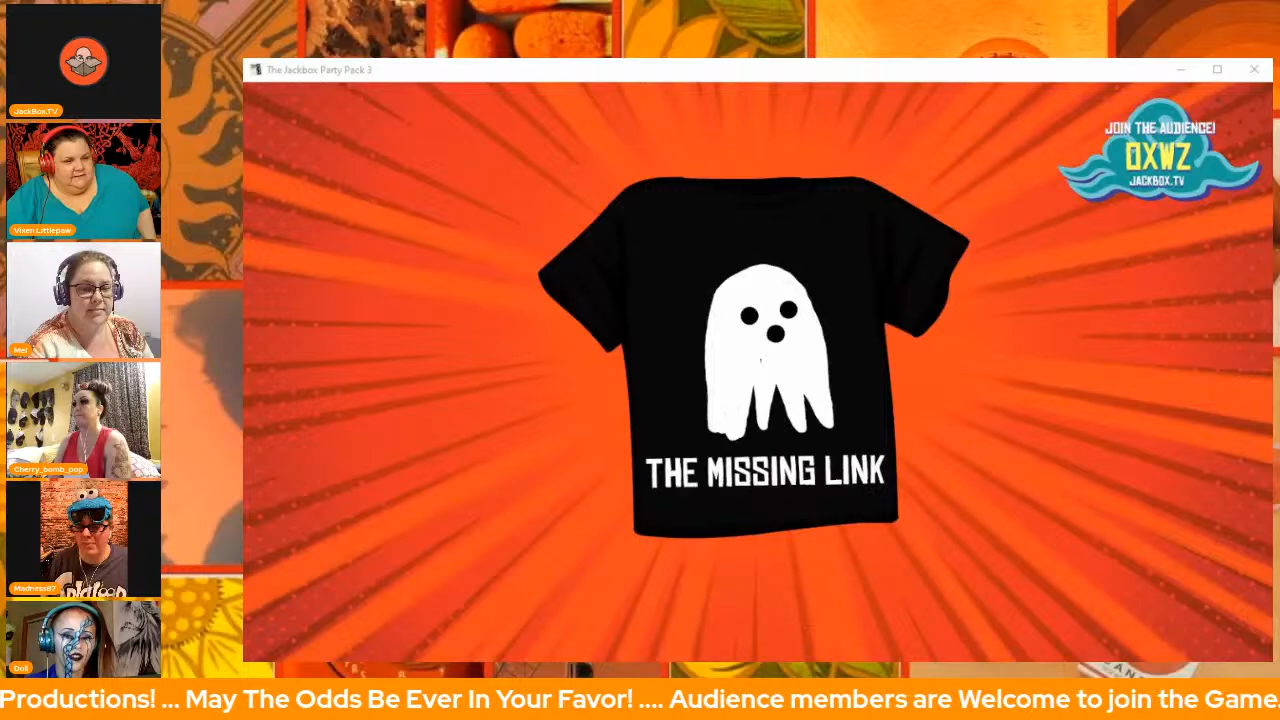 JackBox.TV
Vixen.Littlepaw
Mel
Cherry_bomb_pop
Madness87
Doll
The Jackbox Party Pack 3
JOIN THE AUDIENCE!
OXWZ
JACKBOX.TV
THE MISSING LINK
Productions! ... May The Odds Be Ever In Your Favor! .... Audience members are Welcome to join the Game.